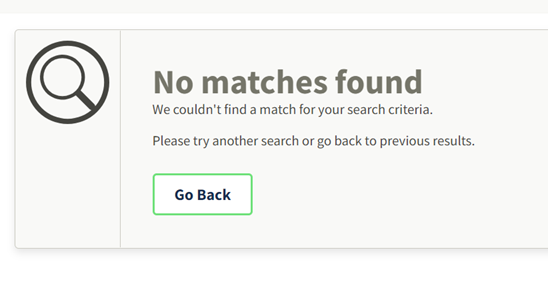 No matches found
We couldn't find a match for your search criteria.
Please try another search or go back to previous results.
Go Back